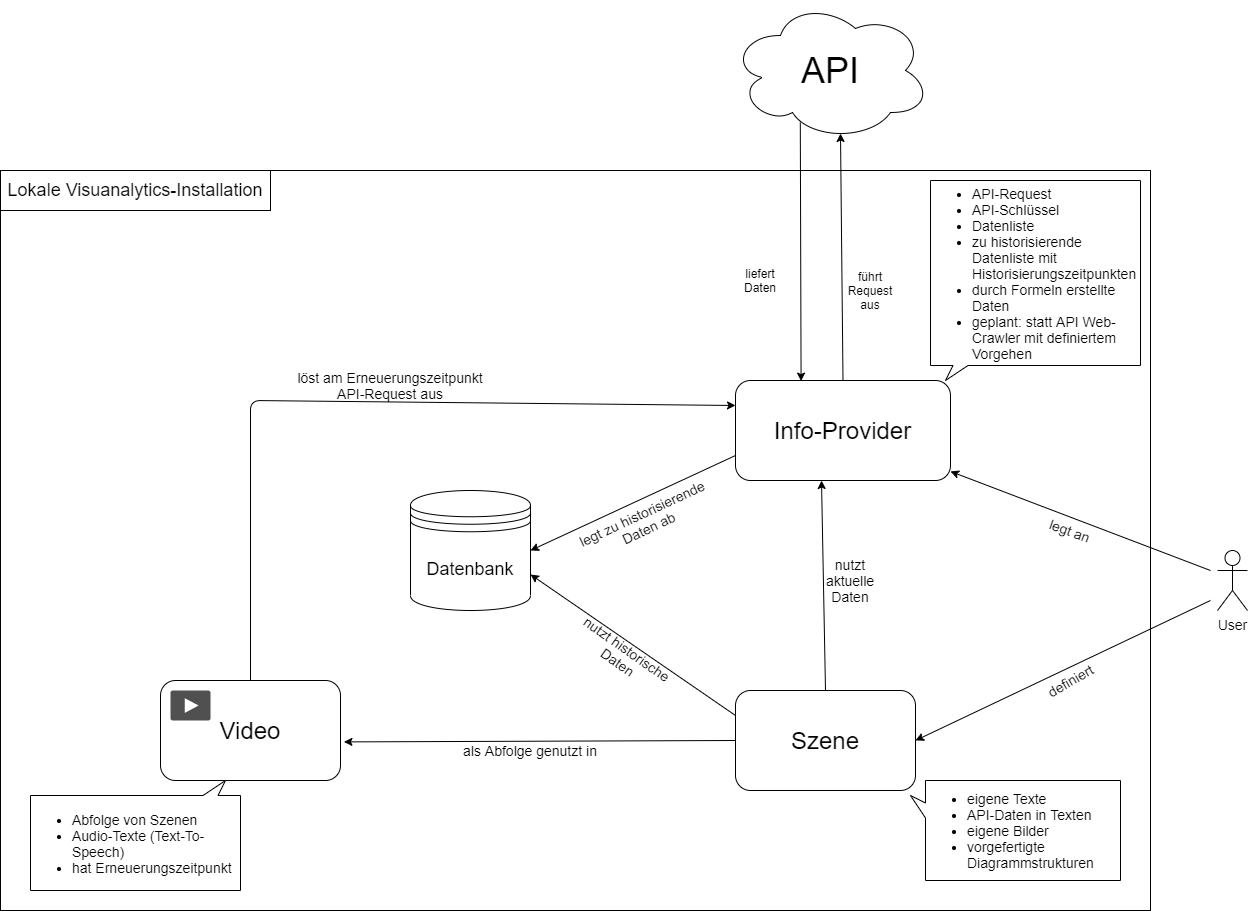 API
Lokale Visuanalytics-Installation
API-Request
API-Schlüssel
Datenliste
zu historisierende
Datenliste mit
Historisierungszeitpunkten
durch Formeln erstellte
Daten
geplant: statt API Web-
Crawler mit definiertem
Vorgehen
liefert
Daten
führt
Request
aus
löst am Erneuerungszeitpunkt
API-Request aus
Info-Provider
legt zu historisierende
Daten ab
legt an
Datenbank
nutzt
aktuelle
Daten
User
nutzt historische
Daten
definiert
Video
Szene
als Abfolge genutzt in
Abfolge von Szenen
Audio-Texte (Text-To-
Speech)
hat Erneuerungszeitpunkt
eigene Texte
API-Daten in Texten
eigene Bilder
vorgefertigte
Diagrammstrukturen